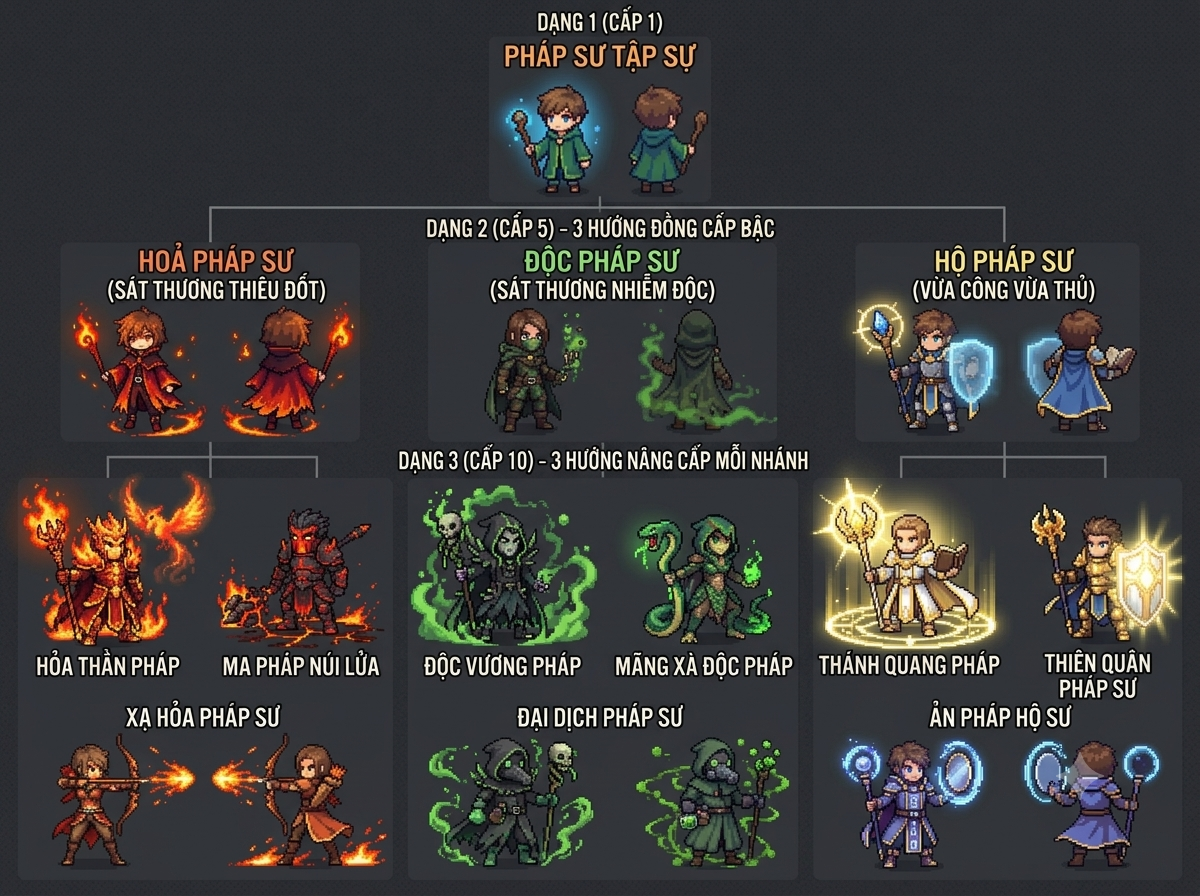 DẠNG 1 (CẤP 1)
PHÁP SƯ TẬP SỰ
DẠNG 2 (CẤP 5) - 3 HƯỚNG ĐỒNG CẤP BẬC
HOẢ PHÁP SƯ
(SÁT THƯƠNG THIÊU ĐỐT)
ĐỘC PHÁP SƯ
(SÁT THƯƠNG NHIỄM ĐỘC)
HỘ PHÁP SƯ
(VỪA CÔNG VỪA THỦ)
DẠNG 3 (CẤP 10) - 3 HƯỚNG NÂNG CẤP MỖI NHÁNH
HỎA THẦN PHÁP
MA PHÁP NÚI LỬA
ĐỘC VƯƠNG PHÁP
MÃNG XÀ ĐỘC PHÁP
THÁNH QUANG PHÁP
THIÊN QUÂN
PHÁP SƯ
XẠ HỎA PHÁP SƯ
ĐẠI DỊCH PHÁP SƯ
ẢN PHÁP HỘ SƯ